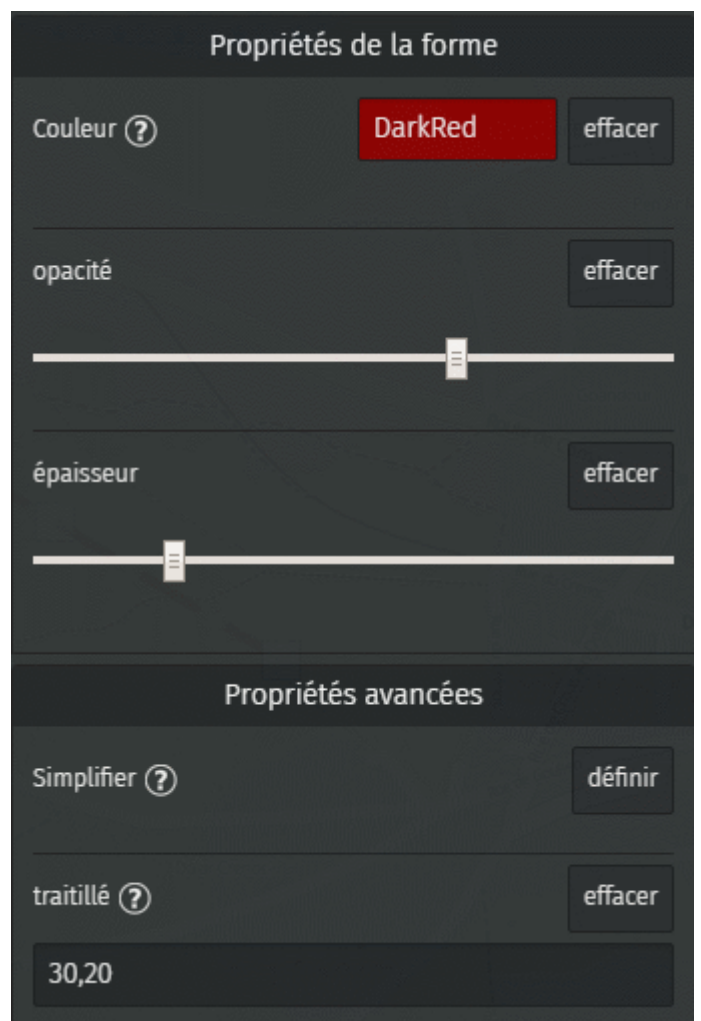 Propriétés de la forme
Couleur ? DarkRed effacer
opacité effacer
épaisseur effacer
Propriétés avancées
Simplifier ? définir
traitillé ? effacer
30,20